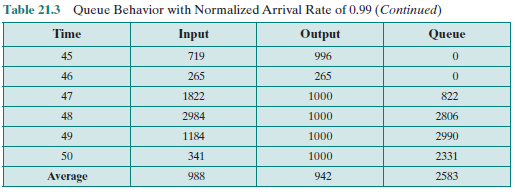 Table 21.3 Queue Behavior with Normalized Arrival Rate of 0.99 (Continued)
Time Input Output Queue
45 719 996 0
46 265 265 0
47 1822 1000 822
48 2984 1000 2806
49 1184 1000 2990
50 341 1000 2331
Average 988 942 2583